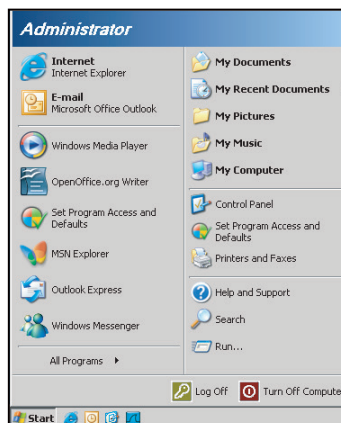 Administrator
Internet
Internet Explorer
E-mail
Microsoft Office Outlook
Windows Media Player
OpenOffice.org Writer
Set Program Access and
Defaults
MSN Explorer
Outlook Express
Windows Messenger
All Programs
My Documents
My Recent Documents
My Pictures
My Music
My Computer
Control Panel
Set Program Access and
Defaults
Printers and Faxes
Help and Support
Search
Run...
Log Off
Turn Off Compute
Start